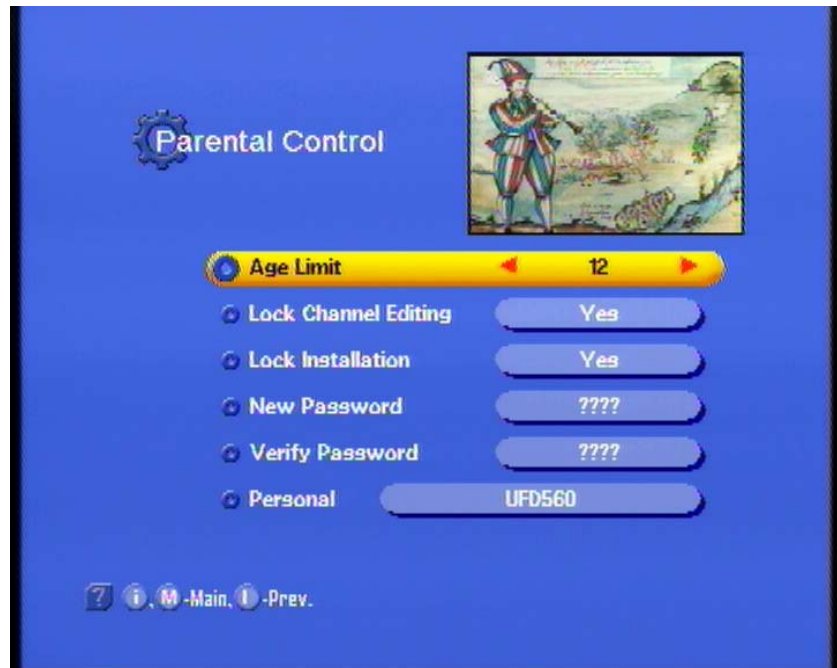 Parental Control
Age Limit 12
Lock Channel Editing Yes
Lock Installation Yes
New Password ????
Verify Password ????
Personal UFD560
? i, M -Main, I -Prev.